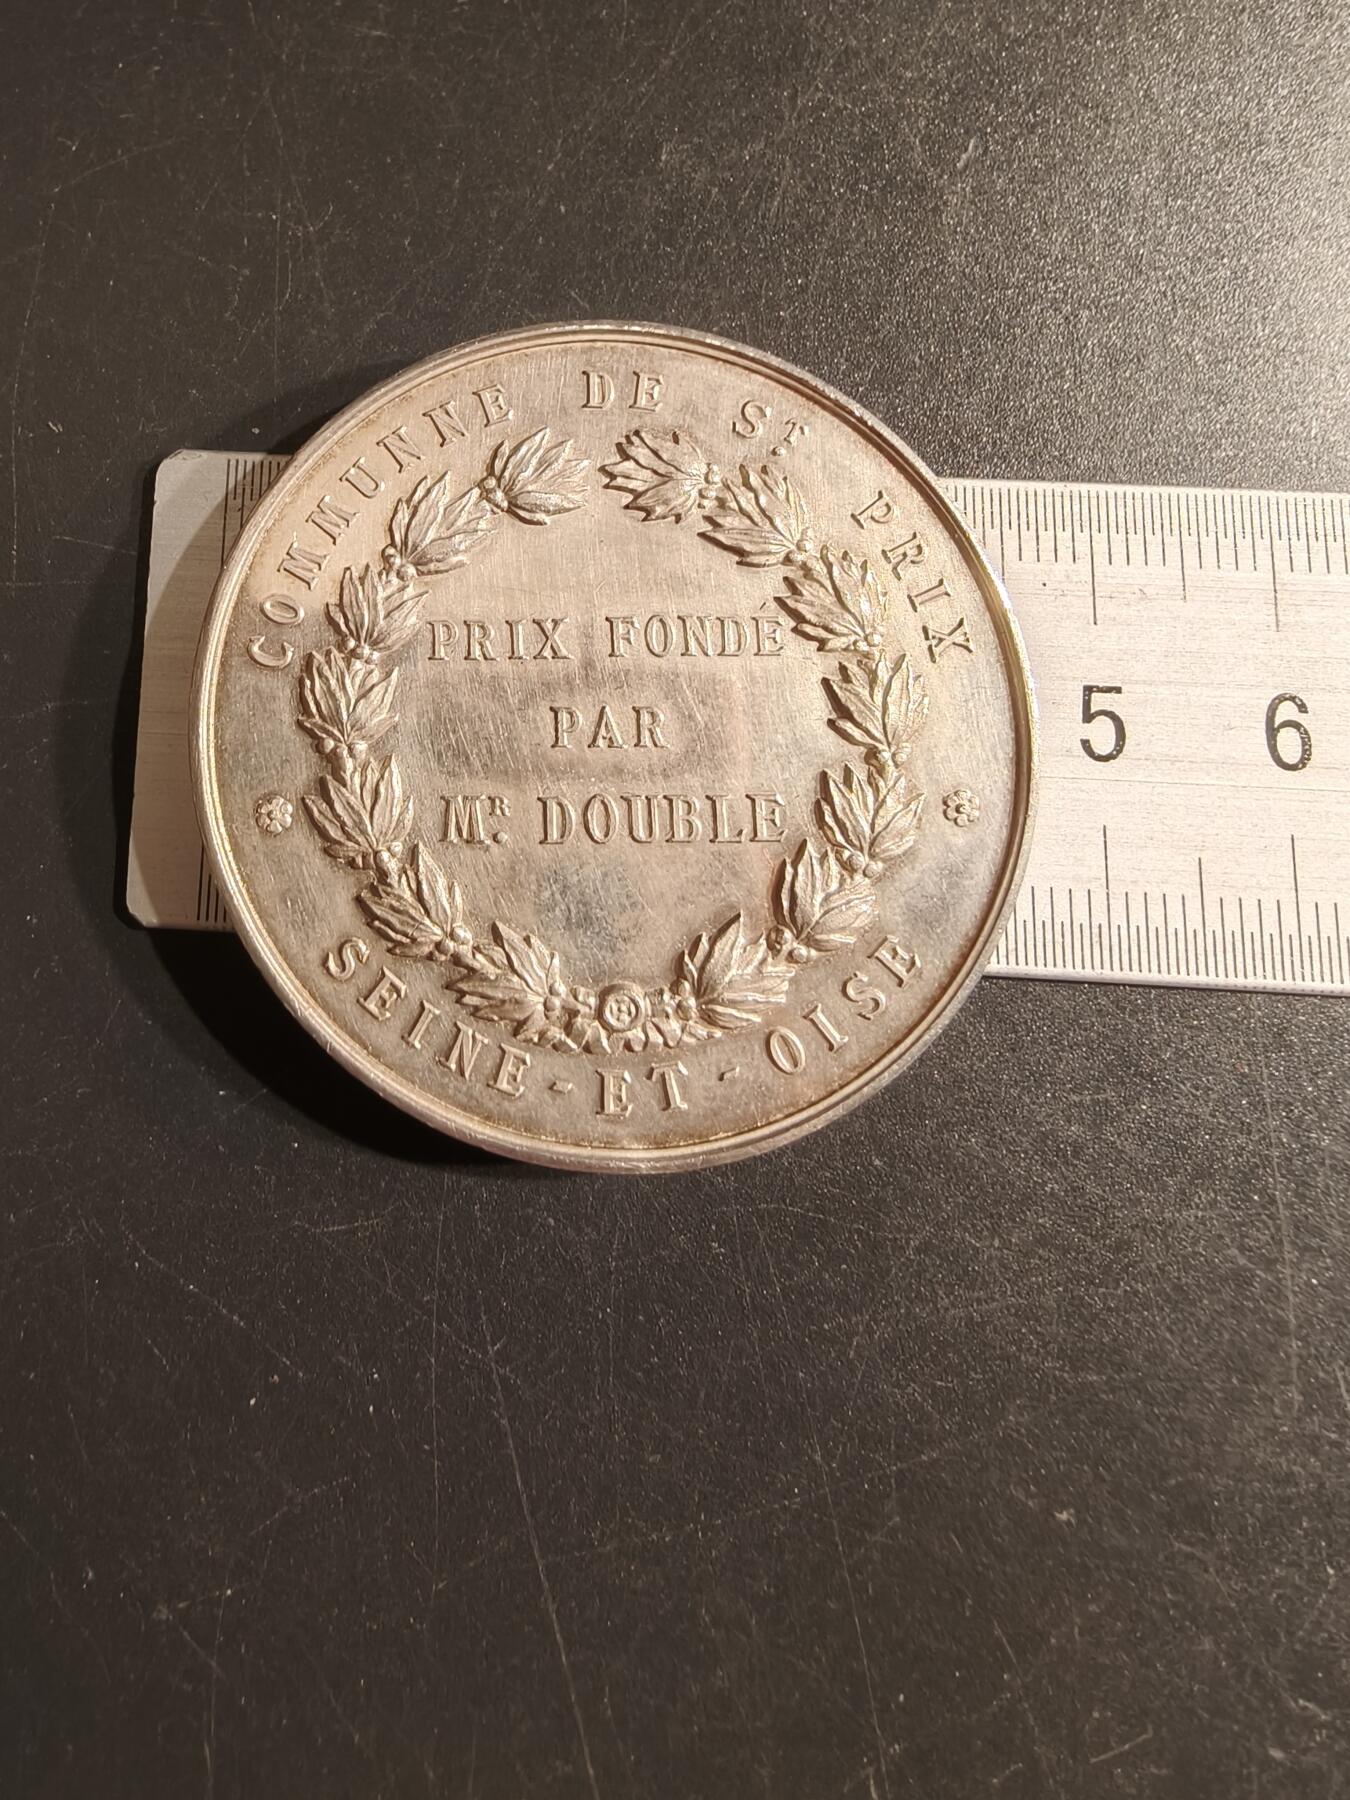 COMMUNNE DE ST. PRIX
PRIX FONDÉ
PAR
MR. DOUBLE
SEINE-ET-OISE
H
5 6